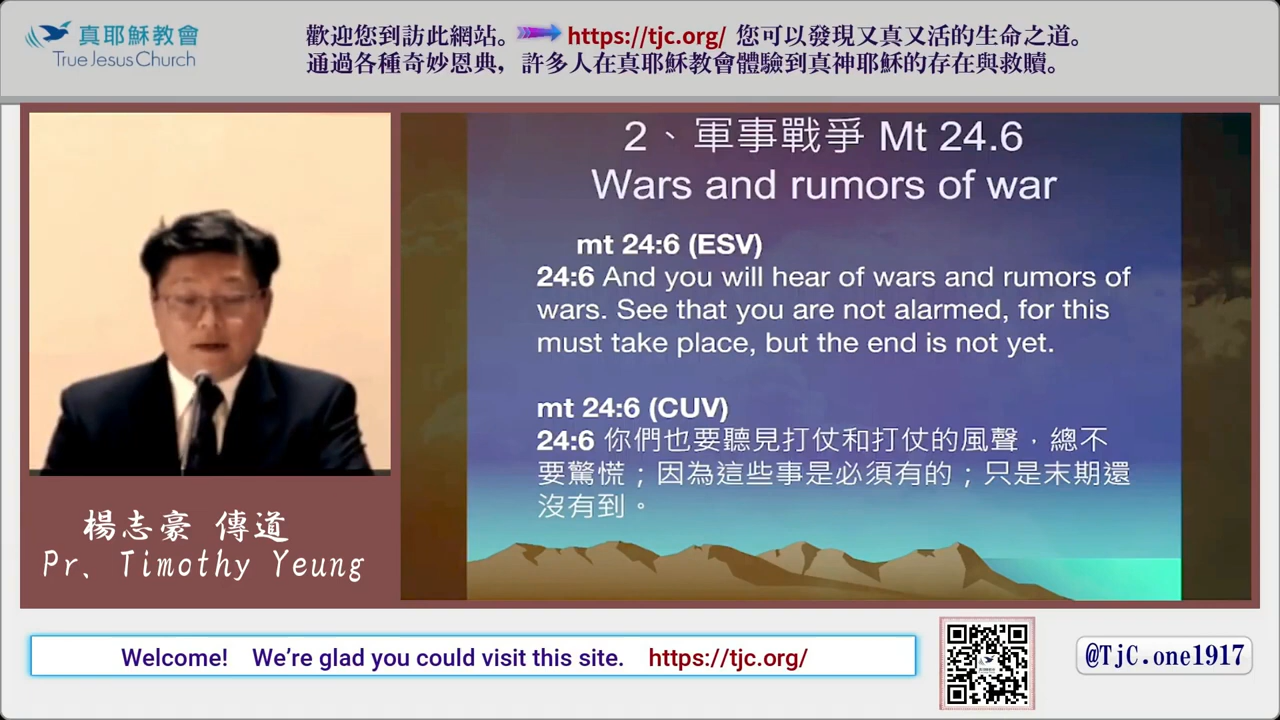 真耶穌教會
True Jesus Church
歡迎您到訪此網站。 https://tjc.org/ 您可以發現又真又活的生命之道。
通過各種奇妙恩典，許多人在真耶穌教會體驗到真神耶穌的存在與救贖。
2、軍事戰爭 Mt 24.6
Wars and rumors of war
mt 24:6 (ESV)
24:6 And you will hear of wars and rumors of
wars. See that you are not alarmed, for this
must take place, but the end is not yet.
mt 24:6 (CUV)
24:6 你們也要聽見打仗和打仗的風聲，總不
要驚慌；因為這些事是必須有的；只是末期還
沒有到。
楊志豪 傳道
Pr. Timothy Yeung
Welcome! We’re glad you could visit this site. https://tjc.org/
@TjC.one1917